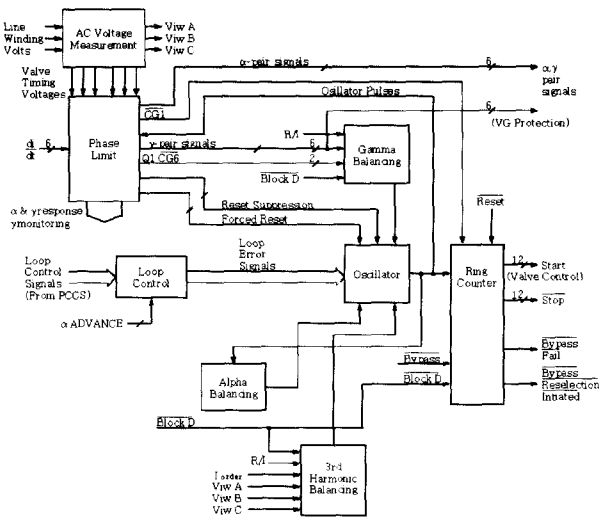 Line
Winding
Volts
AC Voltage
Measurement
Viw A
Viw B
Viw C
Valve
Timing
Voltages
α-pair signals
6
α,γ
pair
signals
CG1
Osillator Pulses
6
(VG Protection)
di
dt
6
Phase
Limit
R/I
γ-pair signals
6
Q1 CG6
2
Gamma
Balancing
Block D
Reset Suppression
Forced Reset
Reset
α & γresponse
ymonitoring
Loop
Control
Signals
(From PCCS)
Loop
Control
Loop
Error
Signals
Oscillator
Ring
Counter
12
Start
(Valve Control)
12
Stop
α ADVANCE
Bypass
Fail
Bypass
Reselection
Intiated
Alpha
Balancing
Bypass
Block D
Block D
R/I
I order
Viw A
Viw B
Viw C
3rd
Harmonic
Balancing